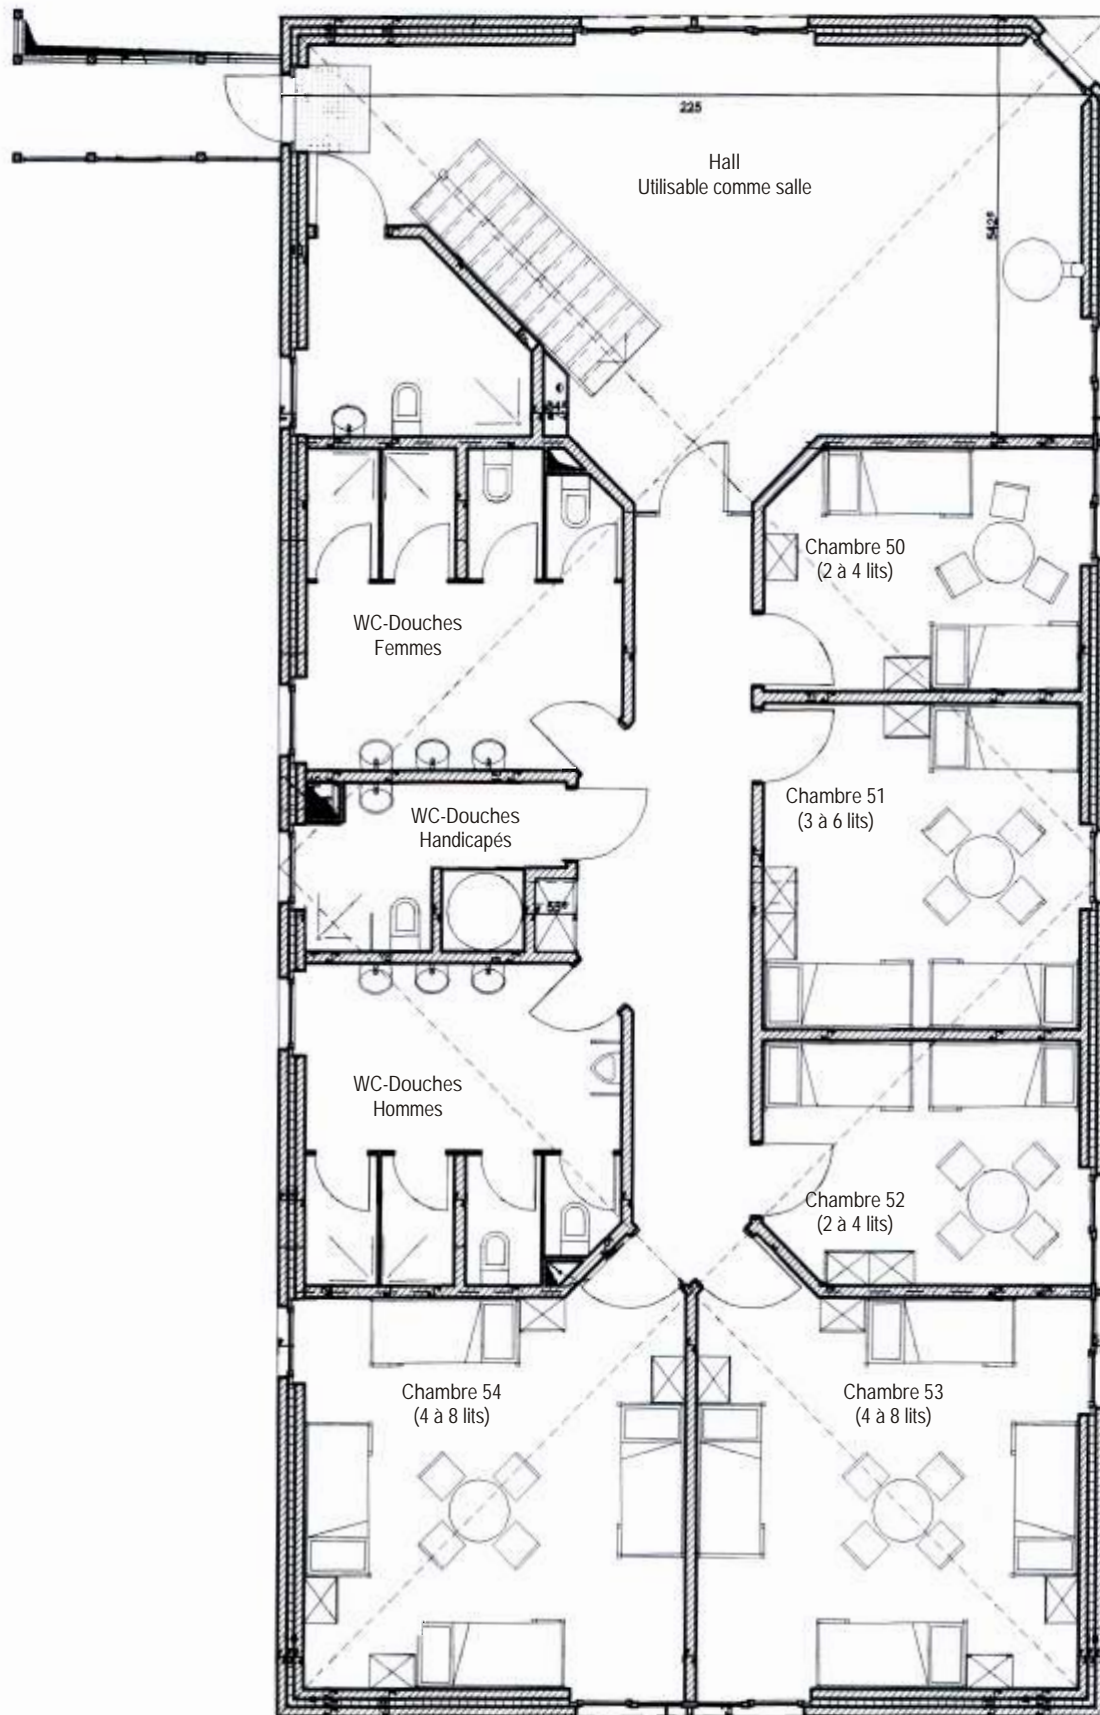 225
Hall
Utilisable comme salle
5425
Chambre 50
(2 à 4 lits)
WC-Douches
Femmes
Chambre 51
(3 à 6 lits)
WC-Douches
Handicapés
WC-Douches
Hommes
Chambre 52
(2 à 4 lits)
Chambre 54
(4 à 8 lits)
Chambre 53
(4 à 8 lits)